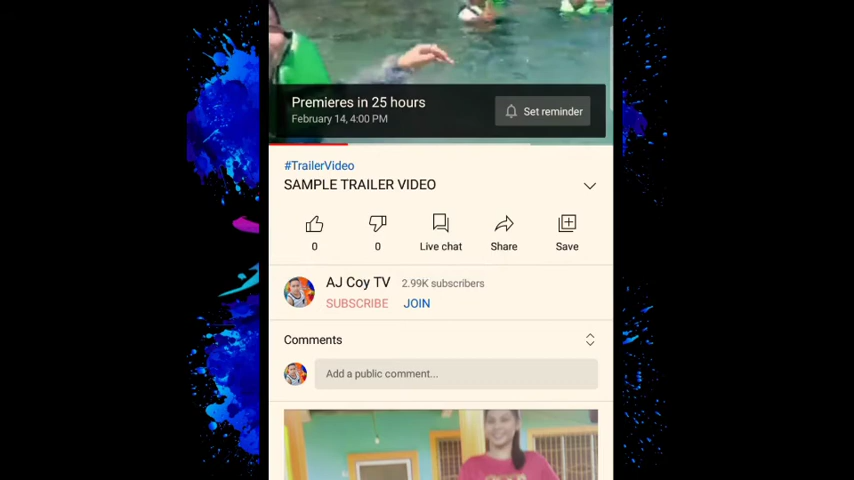 Premieres in 25 hours
February 14, 4:00 PM
Set reminder
#TrailerVideo
SAMPLE TRAILER VIDEO
0
0
Live chat
Share
Save
AJ Coy TV 2.99K subscribers
SUBSCRIBE JOIN
Comments
Add a public comment...